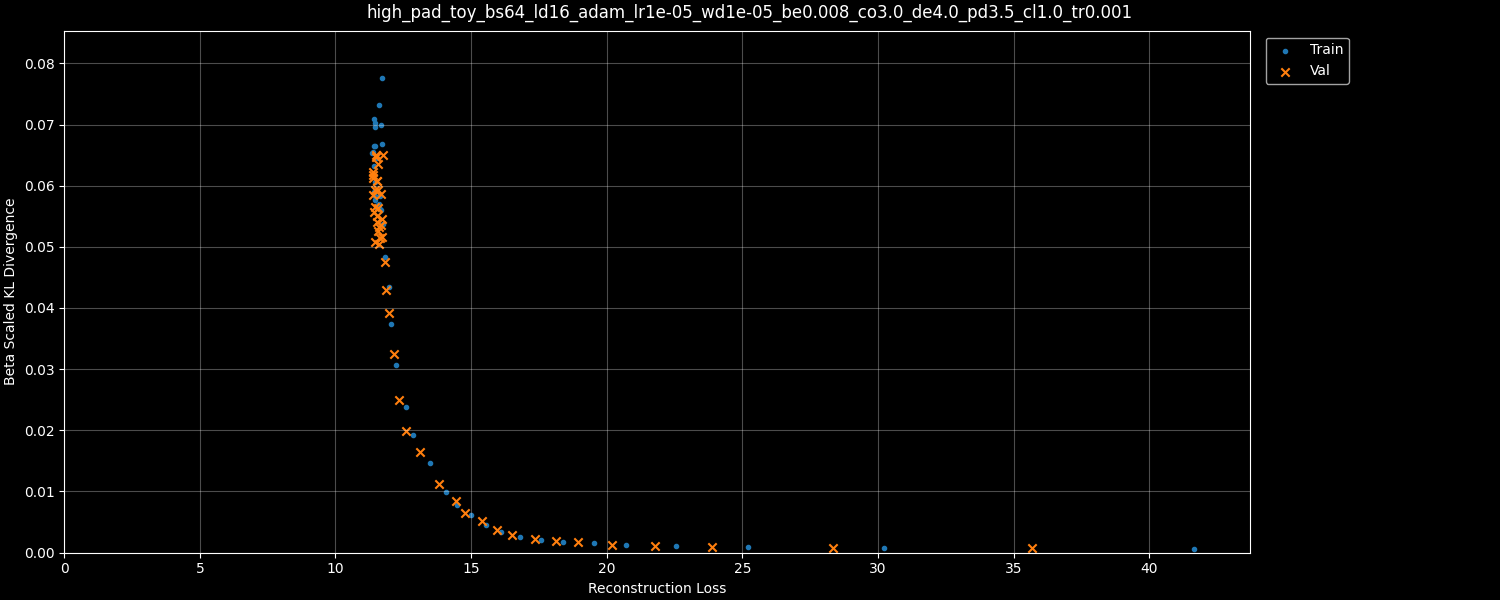 high_pad_toy_bs64_ld16_adam_lr1e-05_wd1e-05_be0.008_co3.0_de4.0_pd3.5_cl1.0_tr0.001
Train
Val
0.08
0.07
0.06
0.05
0.04
0.03
0.02
0.01
0.00
Beta Scaled KL Divergence
0 5 10 15 20 25 30 35 40
Reconstruction Loss